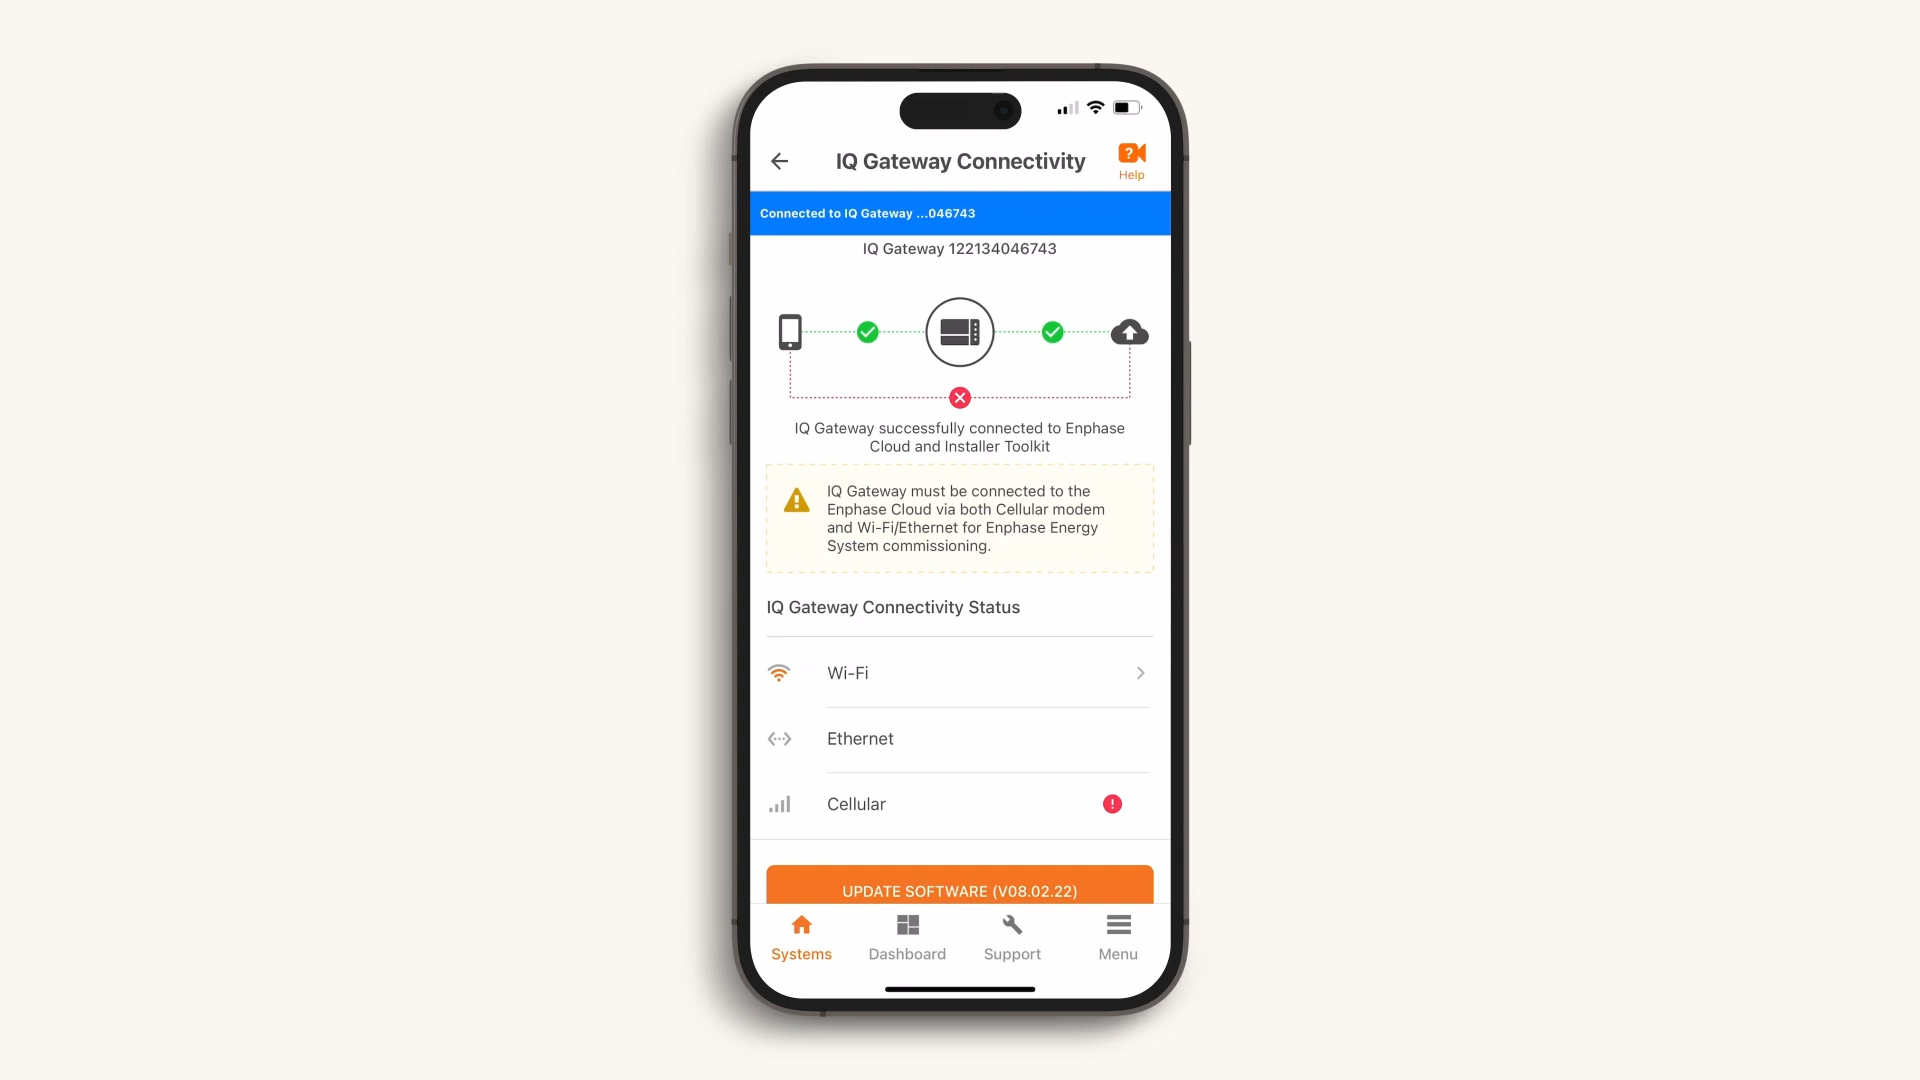 IQ Gateway Connectivity
?
Help
Connected to IQ Gateway ...046743
IQ Gateway 122134046743
IQ Gateway successfully connected to Enphase
Cloud and Installer Toolkit
IQ Gateway must be connected to the
Enphase Cloud via both Cellular modem
and Wi-Fi/Ethernet for Enphase Energy
System commissioning.
IQ Gateway Connectivity Status
Wi-Fi
Ethernet
Cellular
UPDATE SOFTWARE (V08.02.22)
Systems
Dashboard
Support
Menu